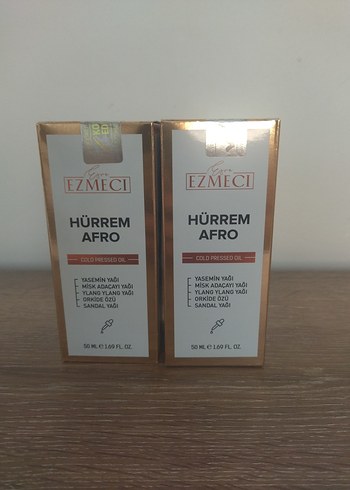 EZMECİ
HÜRREM
AFRO
COLD PRESSED OIL
YASEMİN YAĞI
MİSK ADAÇAYI YAĞI
YLANG YLANG YAĞI
ORKİDE ÖZÜ
SANDAL YAĞI
50 ML ℮ 1.69 FL. OZ.
EZMECİ
HÜRREM
AFRO
COLD PRESSED OIL
YASEMİN YAĞI
MİSK ADAÇAYI YAĞI
YLANG YLANG YAĞI
ORKİDE ÖZÜ
SANDAL YAĞI
50 ML ℮ 1.69 FL. OZ.